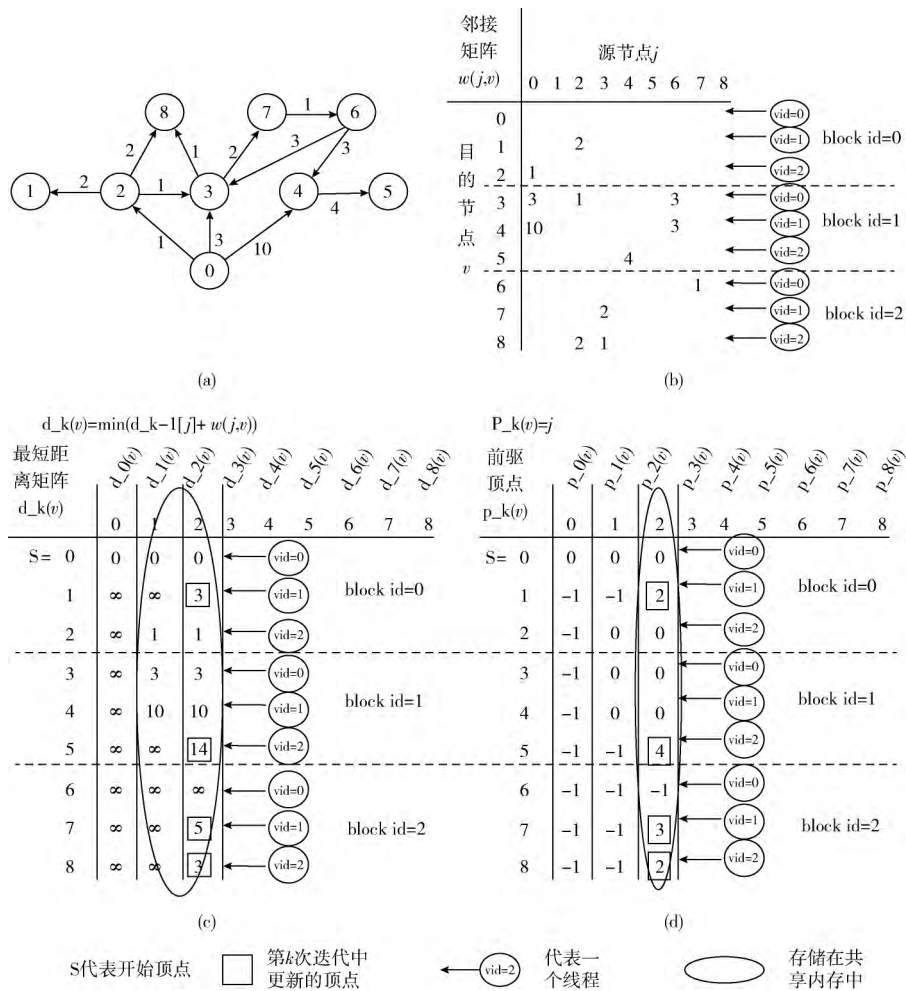 8
7
1
6
2
1
2
3
3
1
2
2
1
3
4
4
5
1
3
10
0
(a)
邻接
矩阵
w(j,v)
源节点j
0 1 2 3 4 5 6 7 8
目的节点v
0 vid=0
1 2 vid=1 block id=0
2 1 vid=2
3 3 1 3 vid=0
4 10 3 vid=1 block id=1
5 4 vid=2
6 1 vid=0
7 2 vid=1 block id=2
8 2 1 vid=2
(b)
d_k(v)=min(d_k-1[j]+ w(j,v))
最短距
离矩阵
d_k(v)
d_0(v) d_1(v) d_2(v) d_3(v) d_4(v) d_5(v) d_6(v) d_7(v) d_8(v)
0 1 2 3 4 5 6 7 8
S= 0 0 0 0 vid=0
1 ∞ ∞ 3 vid=1 block id=0
2 ∞ 1 1 vid=2
3 ∞ 3 3 vid=0
4 ∞ 10 10 vid=1 block id=1
5 ∞ ∞ 14 vid=2
6 ∞ ∞ ∞ vid=0
7 ∞ ∞ 5 vid=1 block id=2
8 ∞ ∞ 3 vid=2
(c)
P_k(v)=j
前驱
顶点
p_k(v)
p_0(v) p_1(v) p_2(v) p_3(v) p_4(v) p_5(v) p_6(v) p_7(v) p_8(v)
0 1 2 3 4 5 6 7 8
S= 0 0 0 0 vid=0
1 -1 -1 2 vid=1 block id=0
2 -1 0 0 vid=2
3 -1 0 0 vid=0
4 -1 0 0 vid=1 block id=1
5 -1 -1 4 vid=2
6 -1 -1 -1 vid=0
7 -1 -1 3 vid=1 block id=2
8 -1 -1 2 vid=2
(d)
S代表开始顶点
第k次迭代中
更新的顶点
vid=2
代表一
个线程
存储在共
享内存中